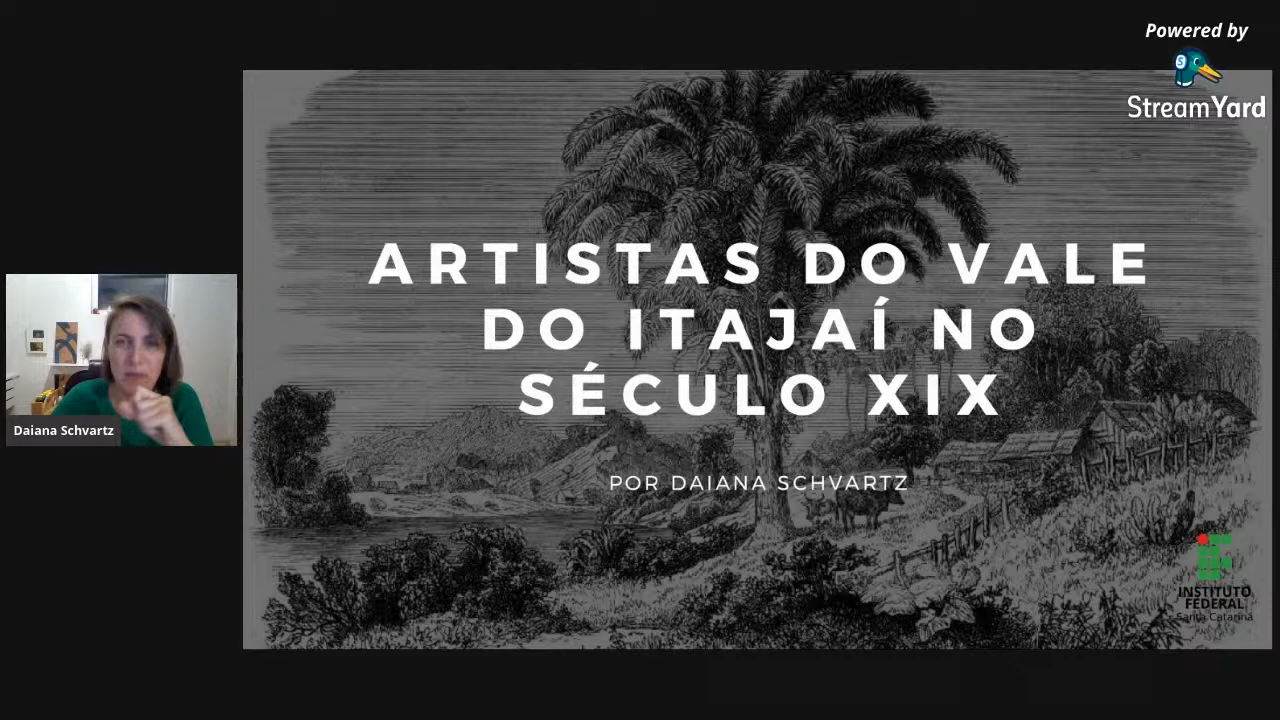 Powered by
StreamYard
ARTISTAS DO VALE
DO ITAJAÍ NO
SÉCULO XIX
POR DAIANA SCHVARTZ
Daiana Schvartz
INSTITUTO
FEDERAL
Santa Catarina